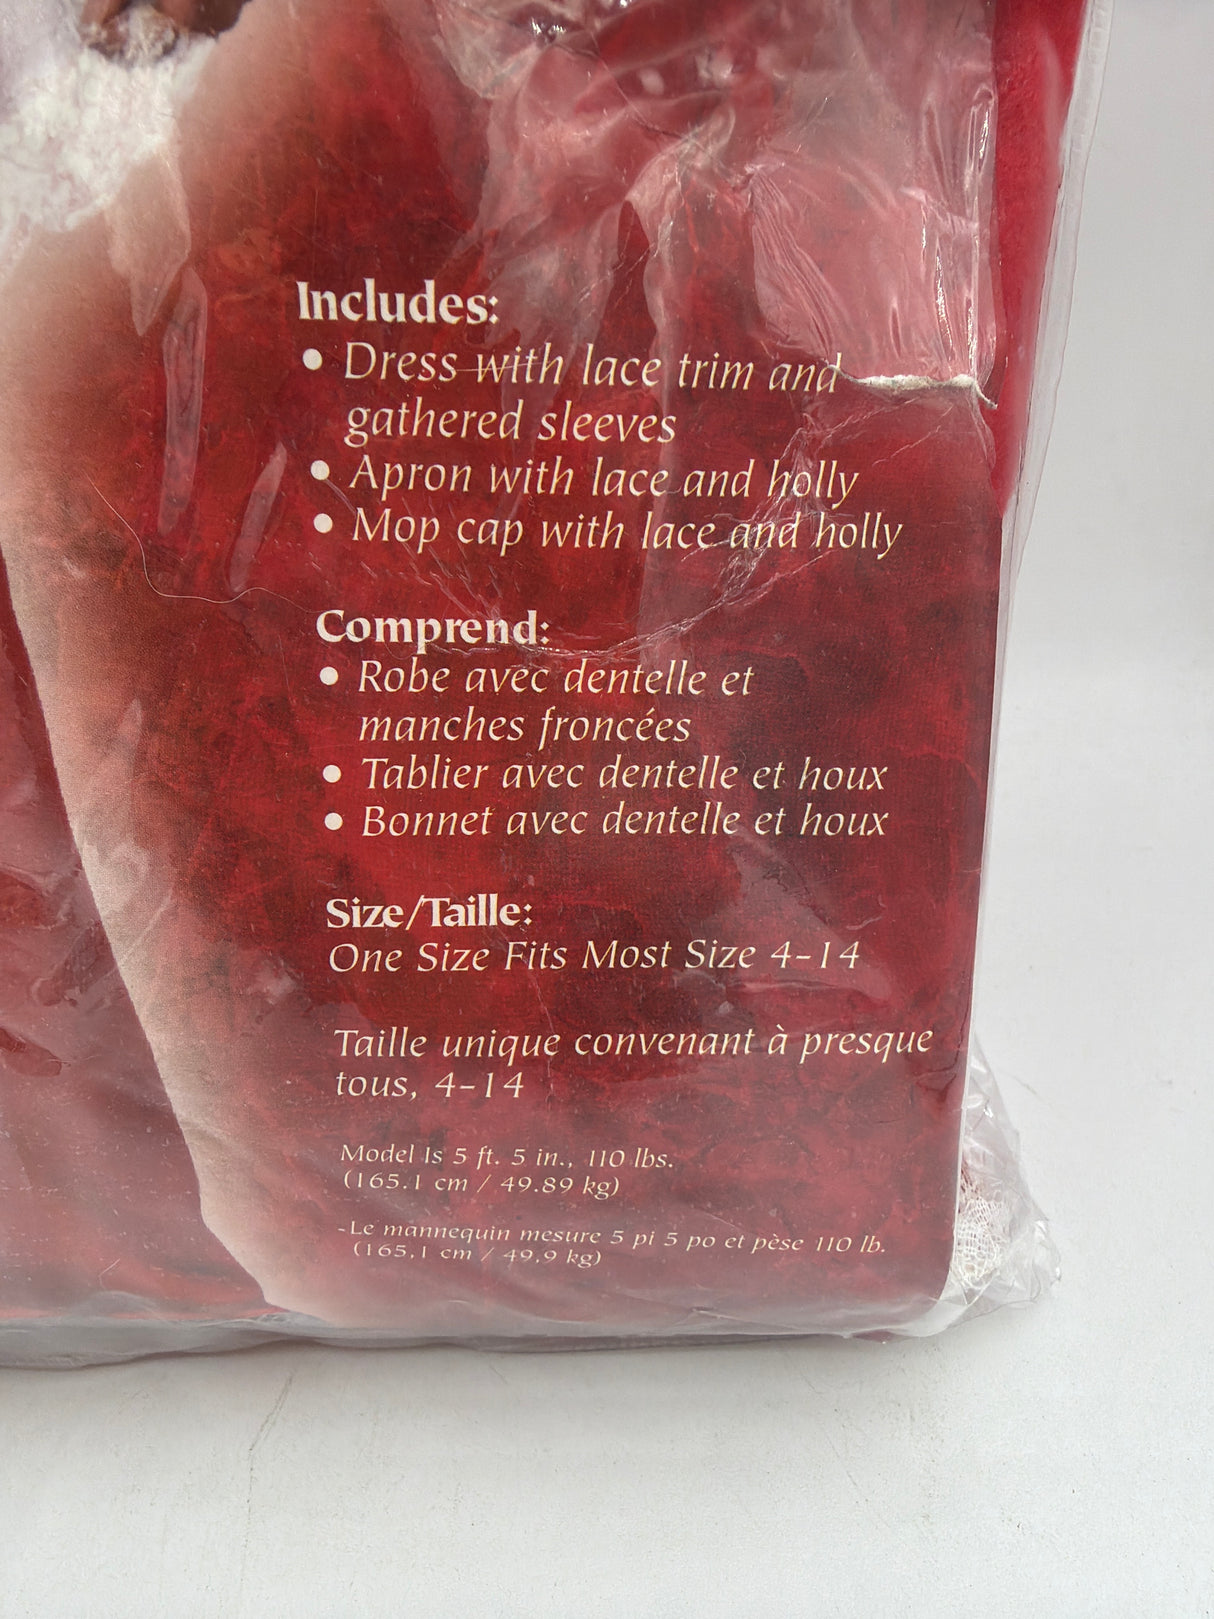 Includes:
• Dress with lace trim and
gathered sleeves
• Apron with lace and holly
• Mop cap with lace and holly
Comprend:
• Robe avec dentelle et
manches froncées
• Tablier avec dentelle et houx
• Bonnet avec dentelle et houx
Size/Taille:
One Size Fits Most Size 4-14
Taille unique convenant à presque
tous, 4-14
Model Is 5 ft. 5 in., 110 lbs.
(165.1 cm / 49.89 kg)
-Le mannequin mesure 5 pi 5 po et pèse 110 lb.
(165,1 cm / 49,9 kg)